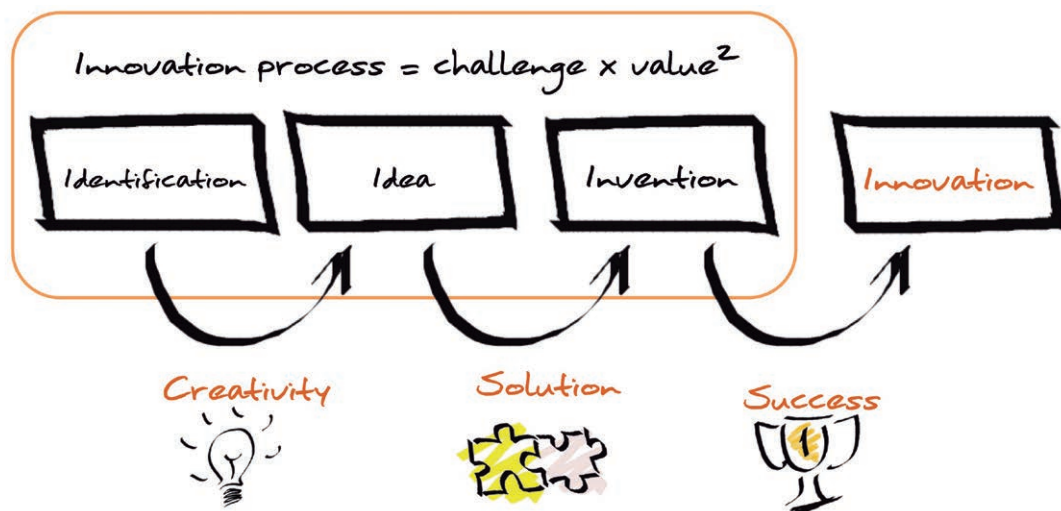 Innovation process = challenge x value²
Identification
Idea
Invention
Innovation
Creativity
Solution
Success
1